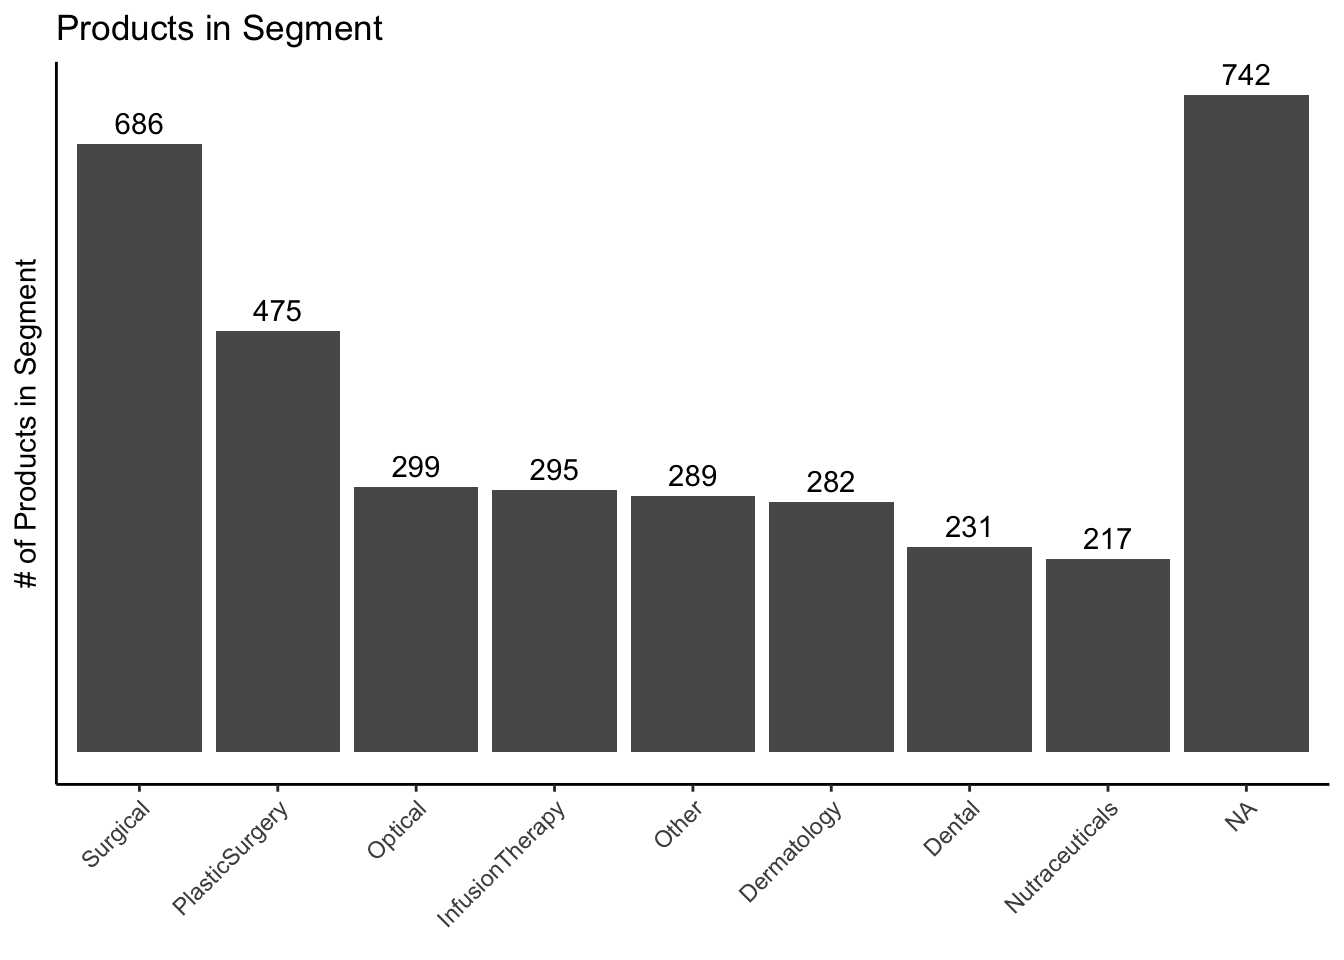 Products in Segment
# of Products in Segment
686
475
299
295
289
282
231
217
742
Surgical
PlasticSurgery
Optical
InfusionTherapy
Other
Dermatology
Dental
Nutraceuticals
NA